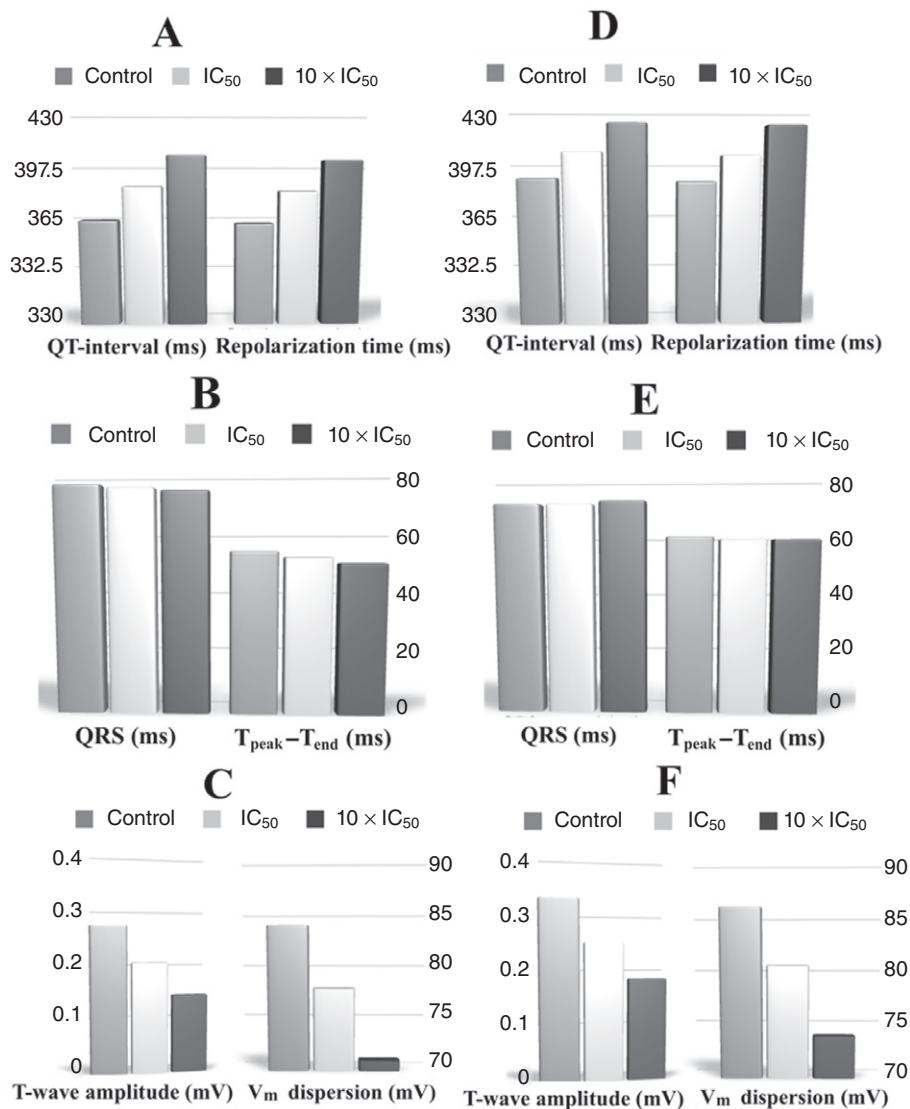 A
Control IC50 10 × IC50
430
397.5
365
332.5
330
QT-interval (ms) Repolarization time (ms)
B
Control IC50 10 × IC50
80
60
40
20
0
QRS (ms) Tpeak–Tend (ms)
C
Control IC50 10 × IC50
0.4
0.3
0.2
0.1
0
90
85
80
75
70
T-wave amplitude (mV) Vm dispersion (mV)
D
Control IC50 10 × IC50
430
397.5
365
332.5
330
QT-interval (ms) Repolarization time (ms)
E
Control IC50 10 × IC50
80
60
40
20
0
QRS (ms) Tpeak–Tend (ms)
F
Control IC50 10 × IC50
0.4
0.3
0.2
0.1
0
90
85
80
75
70
T-wave amplitude (mV) Vm dispersion (mV)